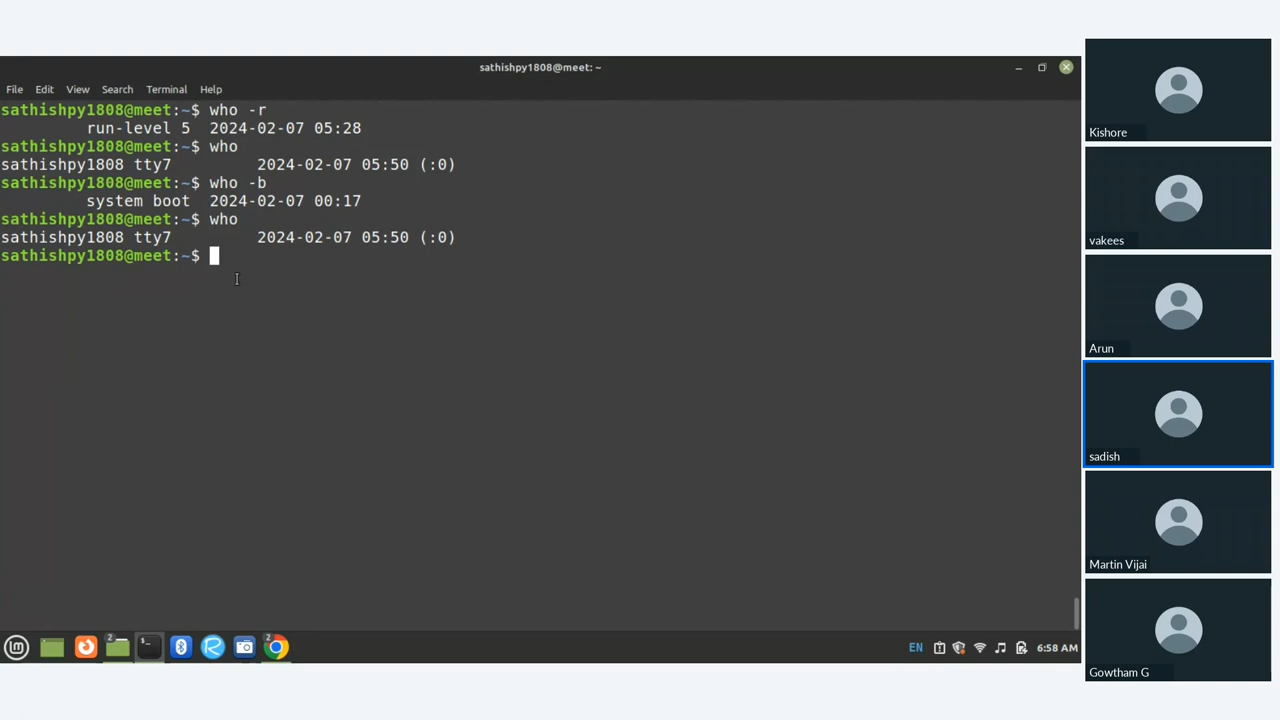 sathishpy1808@meet: ~
File Edit View Search Terminal Help
sathishpy1808@meet:~$ who -r
run-level 5 2024-02-07 05:28
sathishpy1808@meet:~$ who
sathishpy1808 tty7 2024-02-07 05:50 (:0)
sathishpy1808@meet:~$ who -b
system boot 2024-02-07 00:17
sathishpy1808@meet:~$ who
sathishpy1808 tty7 2024-02-07 05:50 (:0)
sathishpy1808@meet:~$
2 2 EN 6:58 AM
Kishore
vakees
Arun
sadish
Martin Vijai
Gowtham G